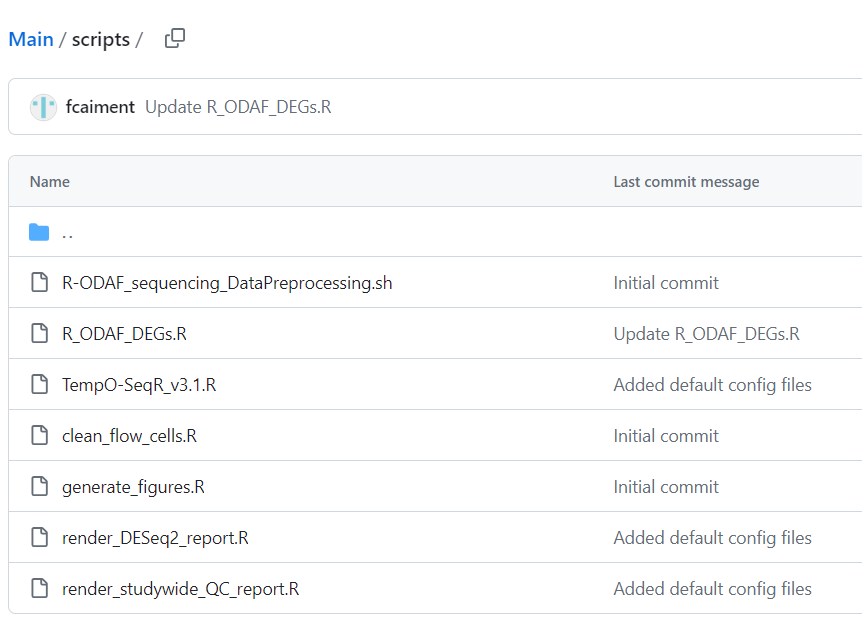 Main / scripts /
fcaiment Update R_ODAF_DEGs.R
Name Last commit message
..
R-ODAF_sequencing_DataPreprocessing.sh Initial commit
R_ODAF_DEGs.R Update R_ODAF_DEGs.R
TempO-SeqR_v3.1.R Added default config files
clean_flow_cells.R Initial commit
generate_figures.R Initial commit
render_DESeq2_report.R Added default config files
render_studywide_QC_report.R Added default config files